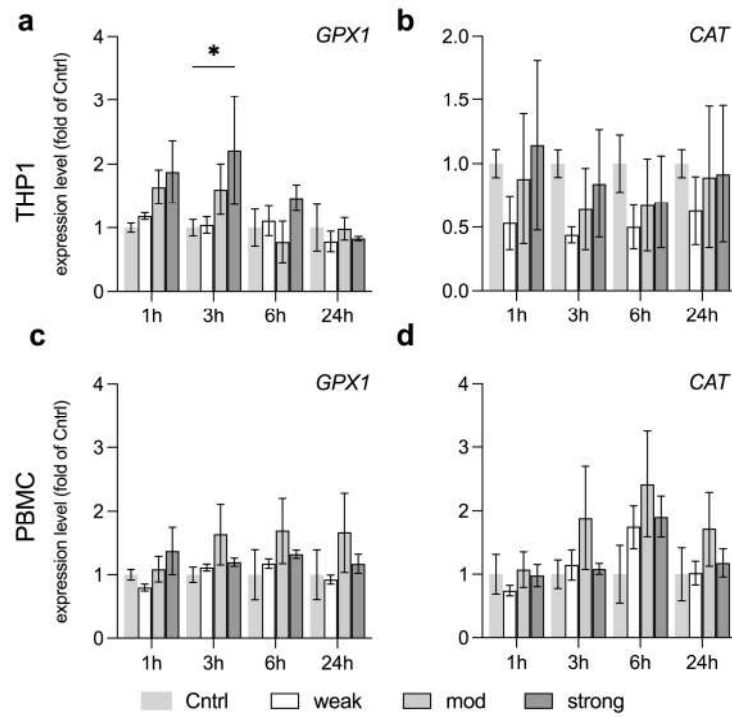 a
GPX1
b
CAT
THP1
expression level (fold of Cntrl)
4
3
2
1
0
2.0
1.5
1.0
0.5
0.0
*
1h 3h 6h 24h
1h 3h 6h 24h
c
GPX1
d
CAT
PBMC
expression level (fold of Cntrl)
4
3
2
1
0
4
3
2
1
0
1h 3h 6h 24h
1h 3h 6h 24h
Cntrl weak mod strong